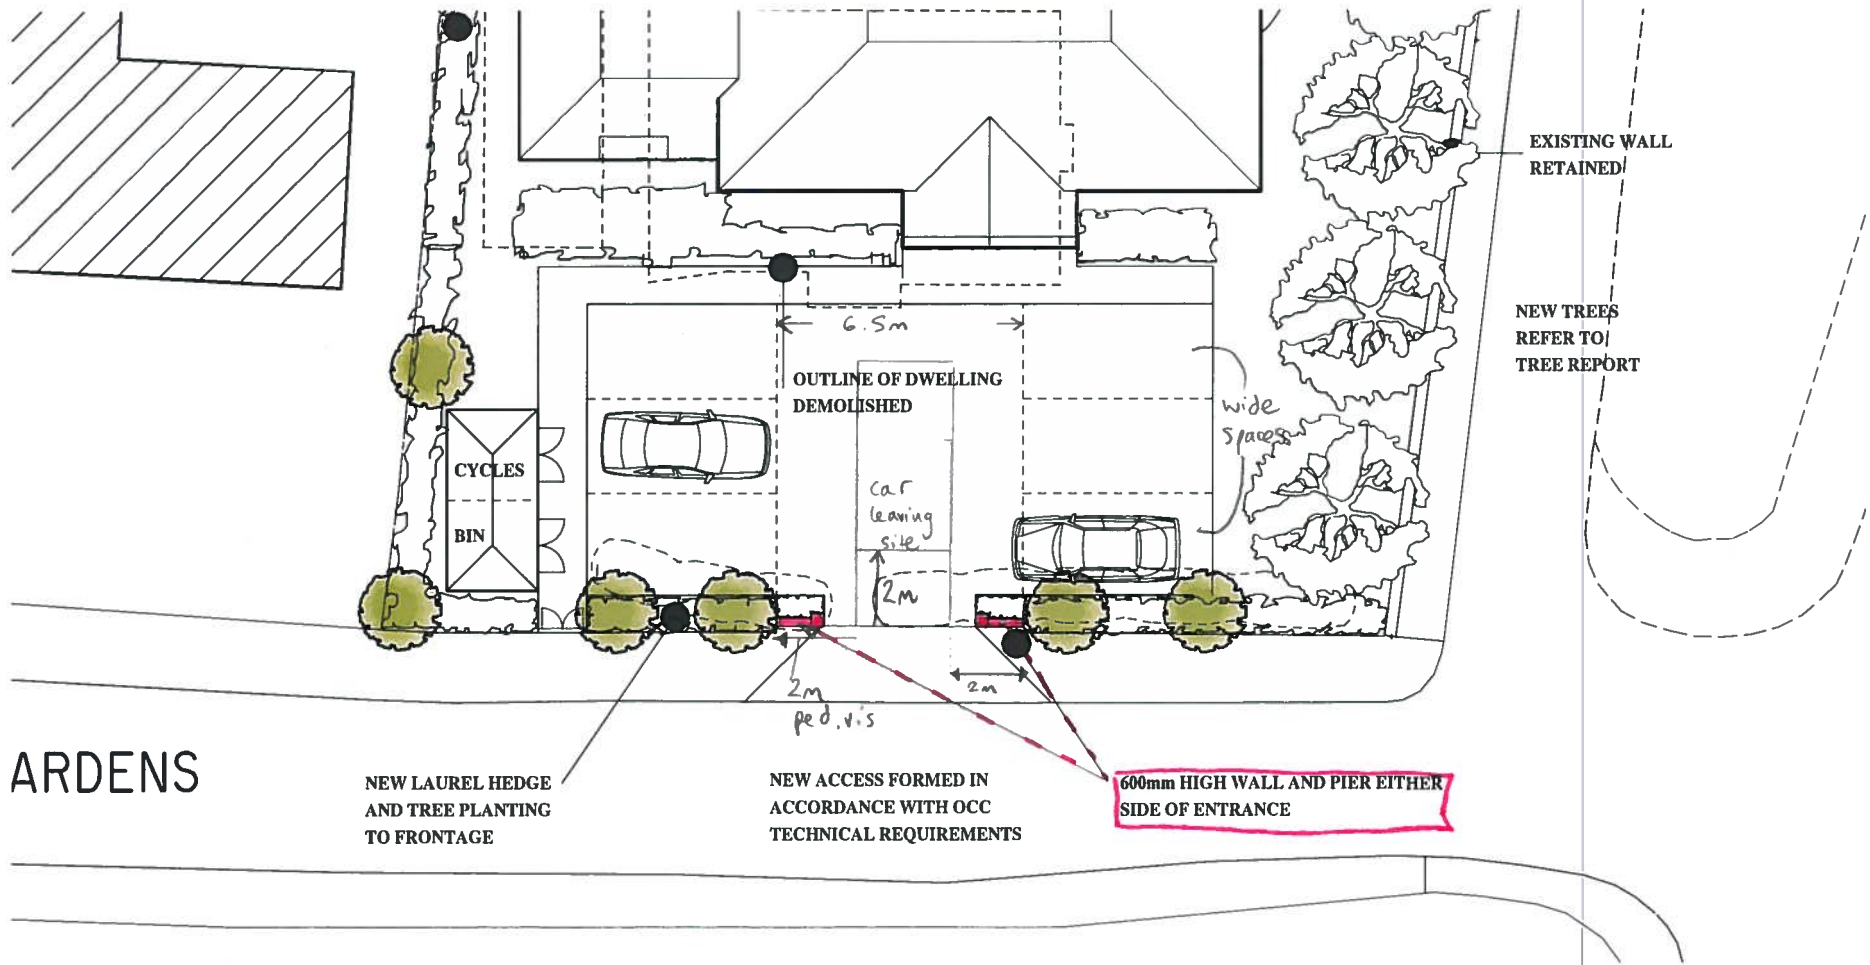 EXISTING WALL
RETAINED
NEW TREES
REFER TO
TREE REPORT
6.5m
OUTLINE OF DWELLING
DEMOLISHED
wide
spaces
CYCLES
BIN
car
leaving
site
2m
2m
ped.vis
2m
ARDENS
NEW LAUREL HEDGE
AND TREE PLANTING
TO FRONTAGE
NEW ACCESS FORMED IN
ACCORDANCE WITH OCC
TECHNICAL REQUIREMENTS
600mm HIGH WALL AND PIER EITHER
SIDE OF ENTRANCE